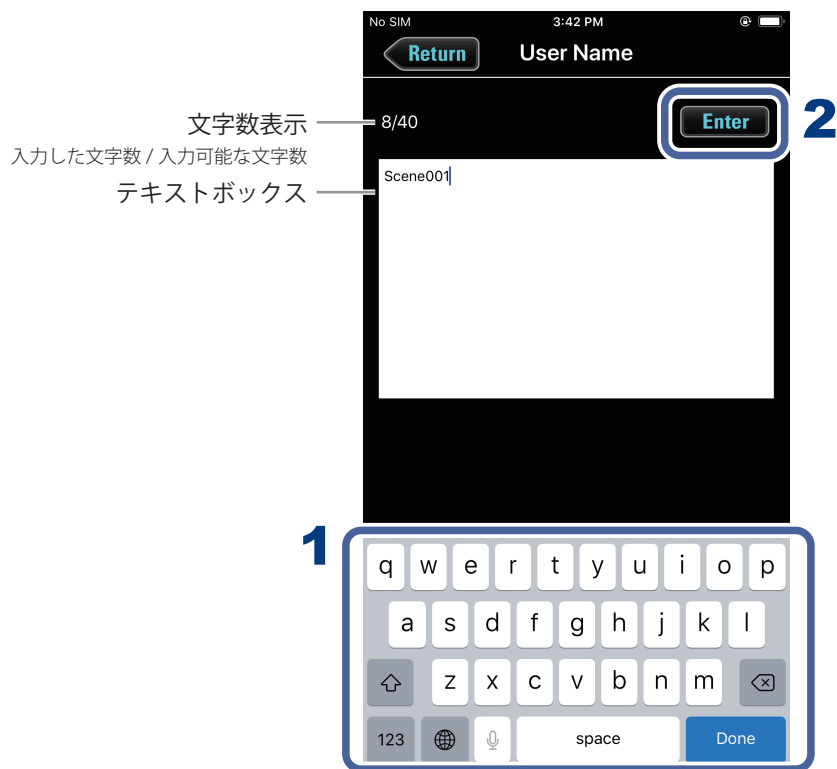 No SIM 3:42 PM
Return User Name
文字数表示 8/40 Enter 2
入力した文字数 / 入力可能な文字数
テキストボックス Scene001
1
q w e r t y u i o p
a s d f g h j k l
z x c v b n m
123 space Done